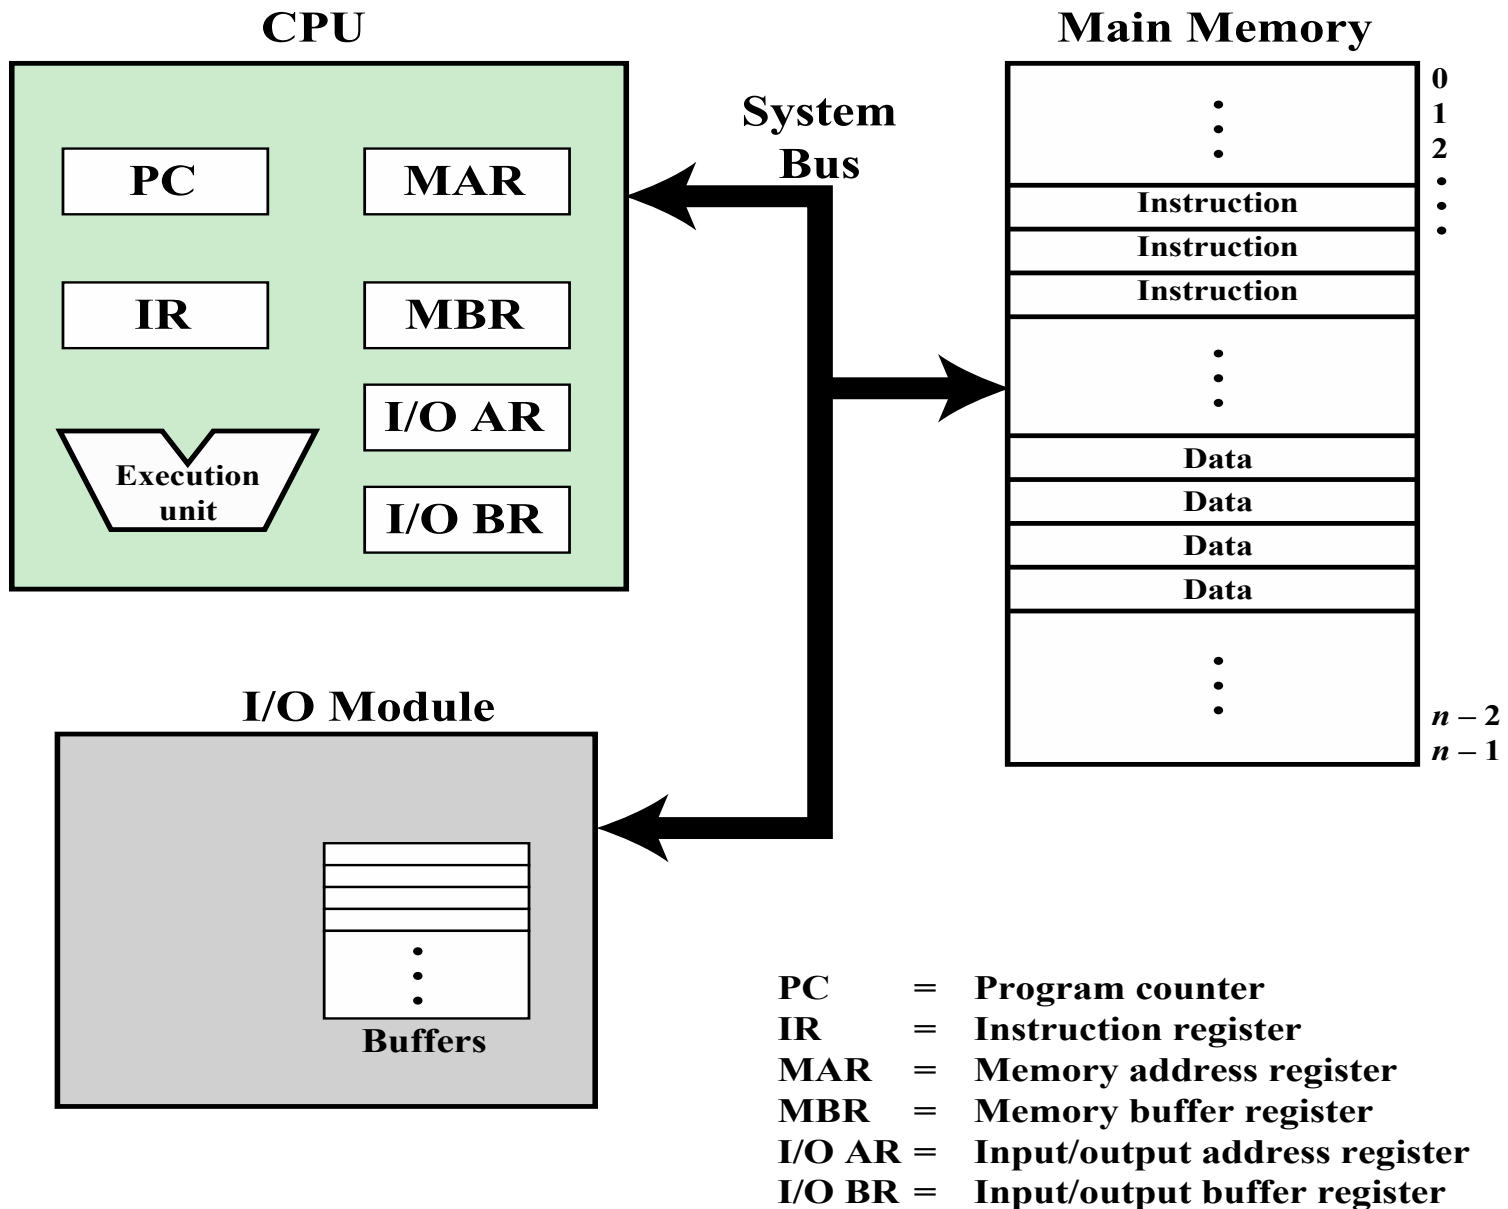 CPU
PC
MAR
IR
MBR
I/O AR
I/O BR
Execution
unit
System
Bus
Main Memory
0
1
2
Instruction
Instruction
Instruction
Data
Data
Data
Data
n – 2
n – 1
I/O Module
Buffers
PC = Program counter
IR = Instruction register
MAR = Memory address register
MBR = Memory buffer register
I/O AR = Input/output address register
I/O BR = Input/output buffer register